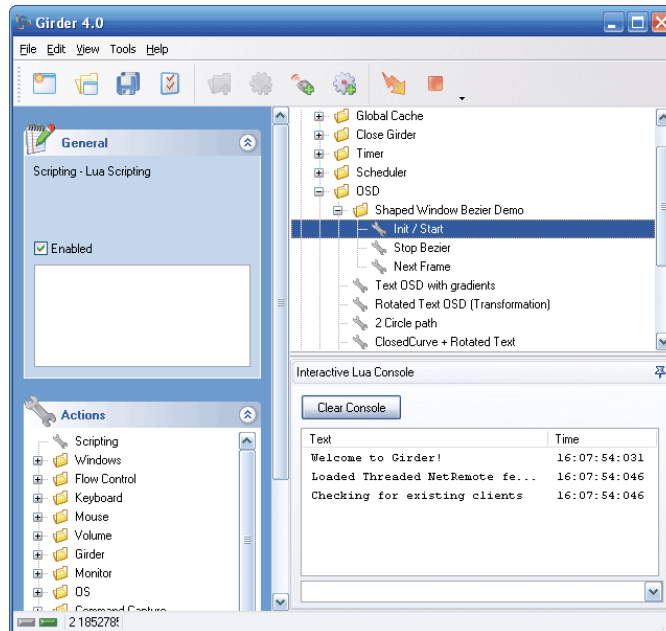 Girder 4.0
File Edit View Tools Help
General
Scripting - Lua Scripting
Enabled
Actions
Scripting
Windows
Flow Control
Keyboard
Mouse
Volume
Girder
Monitor
OS
Command Capture
Global Cache
Close Girder
Timer
Scheduler
OSD
Shaped Window Bezier Demo
Init / Start
Stop Bezier
Next Frame
Text OSD with gradients
Rotated Text OSD (Transformation)
2 Circle path
ClosedCurve + Rotated Text
Interactive Lua Console
Clear Console
Text Time
Welcome to Girder! 16:07:54:031
Loaded Threaded NetRemote fe... 16:07:54:046
Checking for existing clients 16:07:54:046